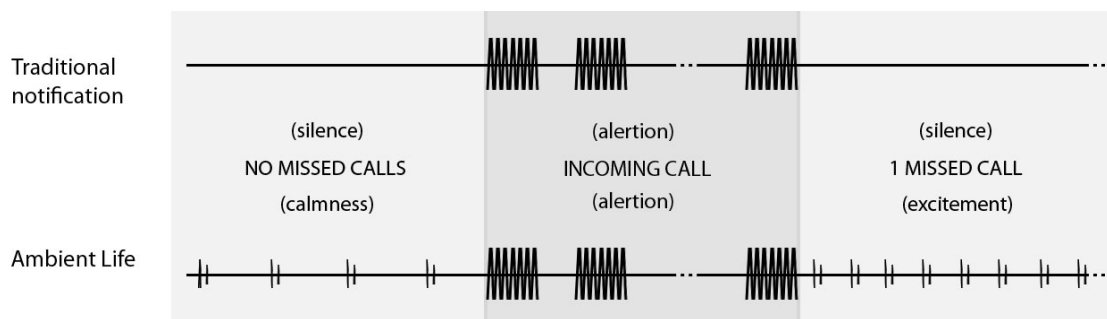 Traditional
notification
(silence)
(alertion)
(silence)
NO MISSED CALLS
INCOMING CALL
1 MISSED CALL
(calmness)
(alertion)
(excitement)
Ambient Life